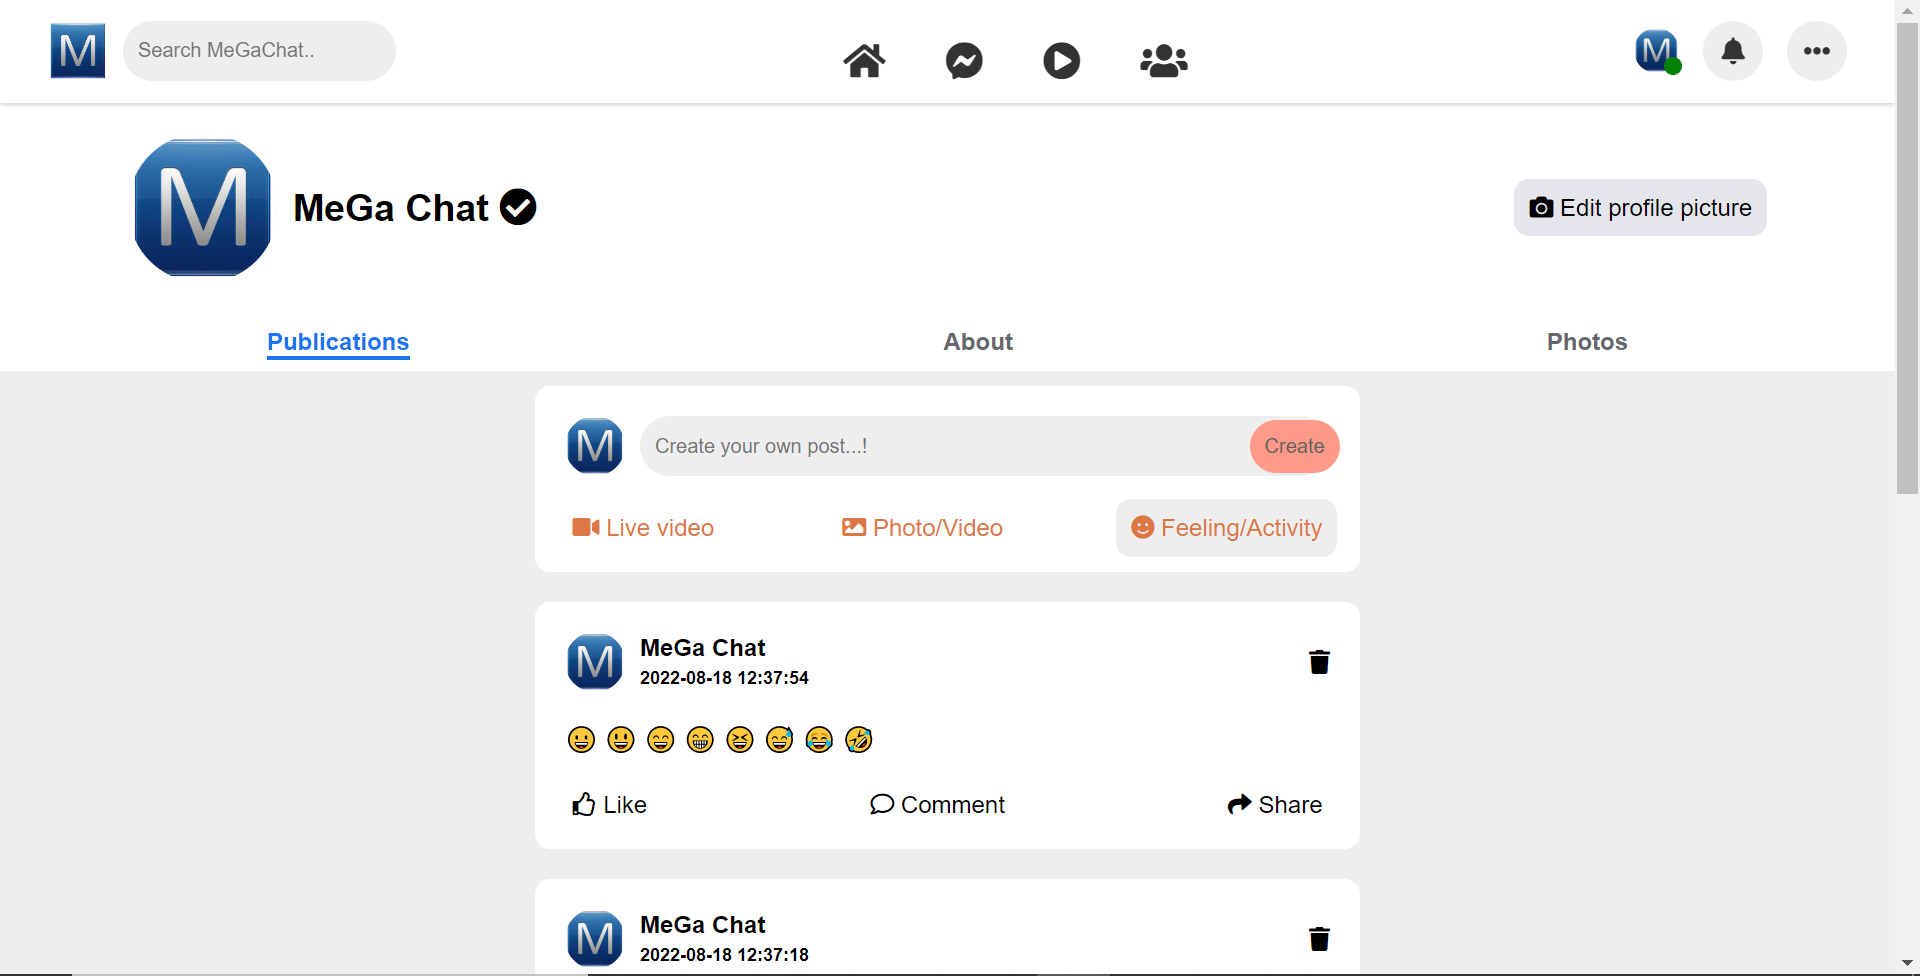 M Search MeGaChat.. M
M MeGa Chat Edit profile picture
Publications About Photos
M Create your own post...! Create
Live video Photo/Video Feeling/Activity
M MeGa Chat
2022-08-18 12:37:54
😀 😃 😄 😁 😆 😅 😂 🤣
Like Comment Share
M MeGa Chat
2022-08-18 12:37:18